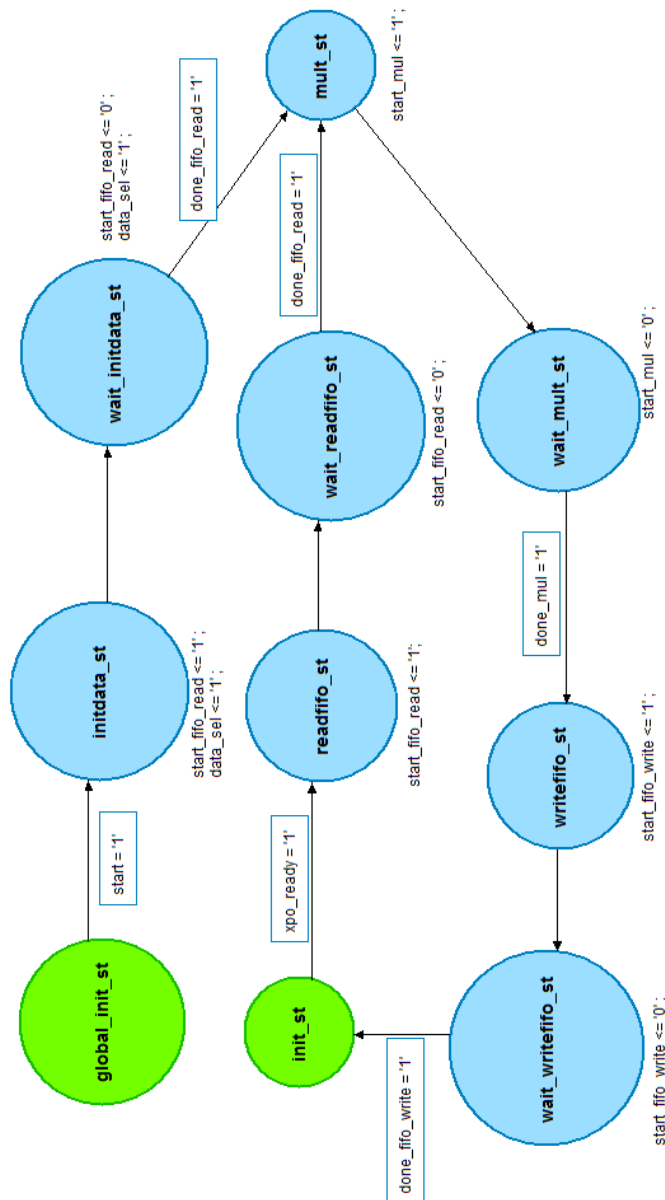 global_init_st
start = '1'
initdata_st
start_fifo_read <= '1' ;
data_sel <= '1' ;
wait_initdata_st
start_fifo_read <= '0' ;
data_sel <= '1' ;
done_fifo_read = '1'
init_st
xpo_ready = '1'
readfifo_st
start_fifo_read <= '1';
wait_readfifo_st
start_fifo_read <= '0' ;
done_fifo_read = '1'
mult_st
start_mul <= '1' ;
wait_mult_st
start_mul <= '0' ;
done_mul = '1'
writefifo_st
start_fifo_write <= '1' ;
wait_writefifo_st
start_fifo_write <= '0' ;
done_fifo_write = '1'